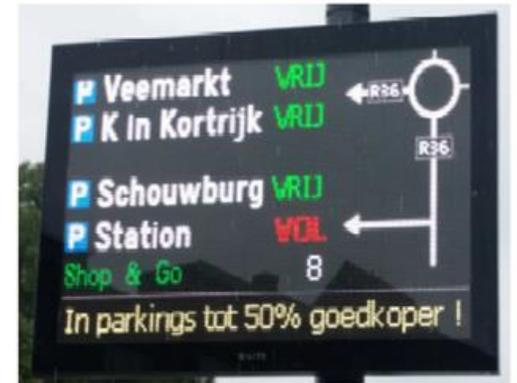 P Veemarkt VRIJ
R36
P K in Kortrijk VRIJ
R36
P Schouwburg VRIJ
P Station VOL
Shop & Go 8
In parkings tot 50% goedkoper !